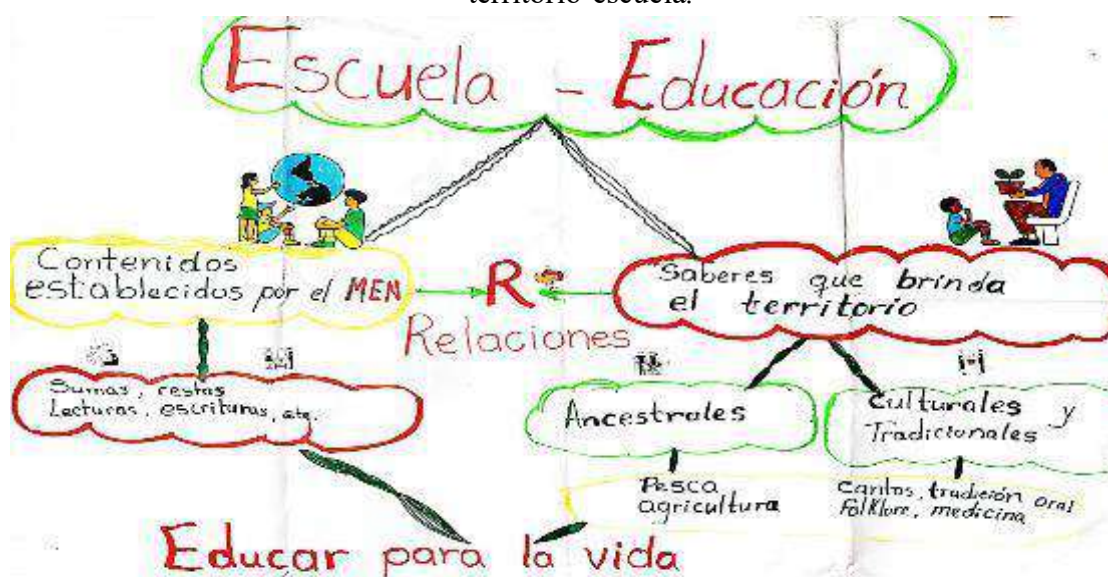 territorio-escuela.
Escuela - Educación
Contenidos
establecidos por el MEN
R
Relaciones
Saberes que brinda
el territorio
Sumas, restas
Lecturas, escrituras, etc.
Ancestrales
Culturales y
Tradicionales
Pesca
agricultura
Cantos, tradición oral
Folklore, medicina
Educar para la vida